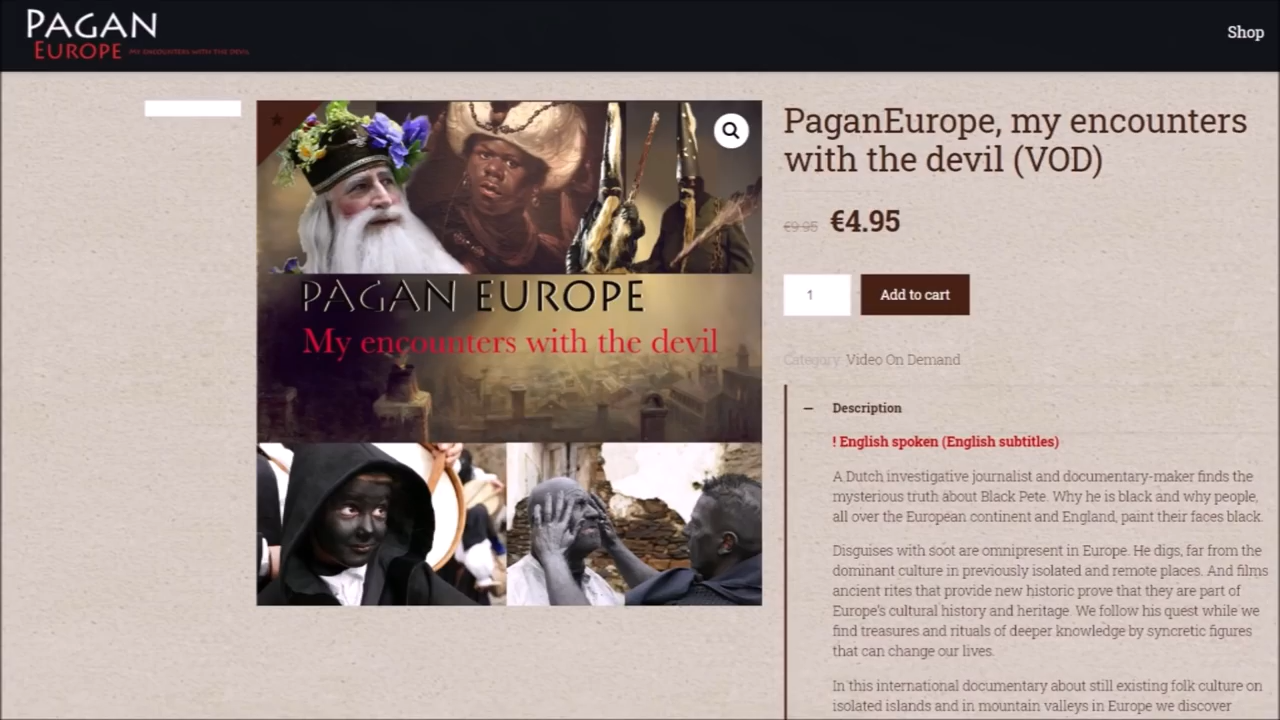 PAGAN
EUROPE MY ENCOUNTERS WITH THE DEVIL
Shop
PAGAN EUROPE
My encounters with the devil
PaganEurope, my encounters
with the devil (VOD)
€9.95 €4.95
1 Add to cart
Category: Video On Demand
– Description
! English spoken (English subtitles)
A Dutch investigative journalist and documentary-maker finds the
mysterious truth about Black Pete. Why he is black and why people,
all over the European continent and England, paint their faces black.
Disguises with soot are omnipresent in Europe. He digs, far from the
dominant culture in previously isolated and remote places. And films
ancient rites that provide new historic prove that they are part of
Europe's cultural history and heritage. We follow his quest while we
find treasures and rituals of deeper knowledge by syncretic figures
that can change our lives.
In this international documentary about still existing folk culture on
isolated islands and in mountain valleys in Europe we discover